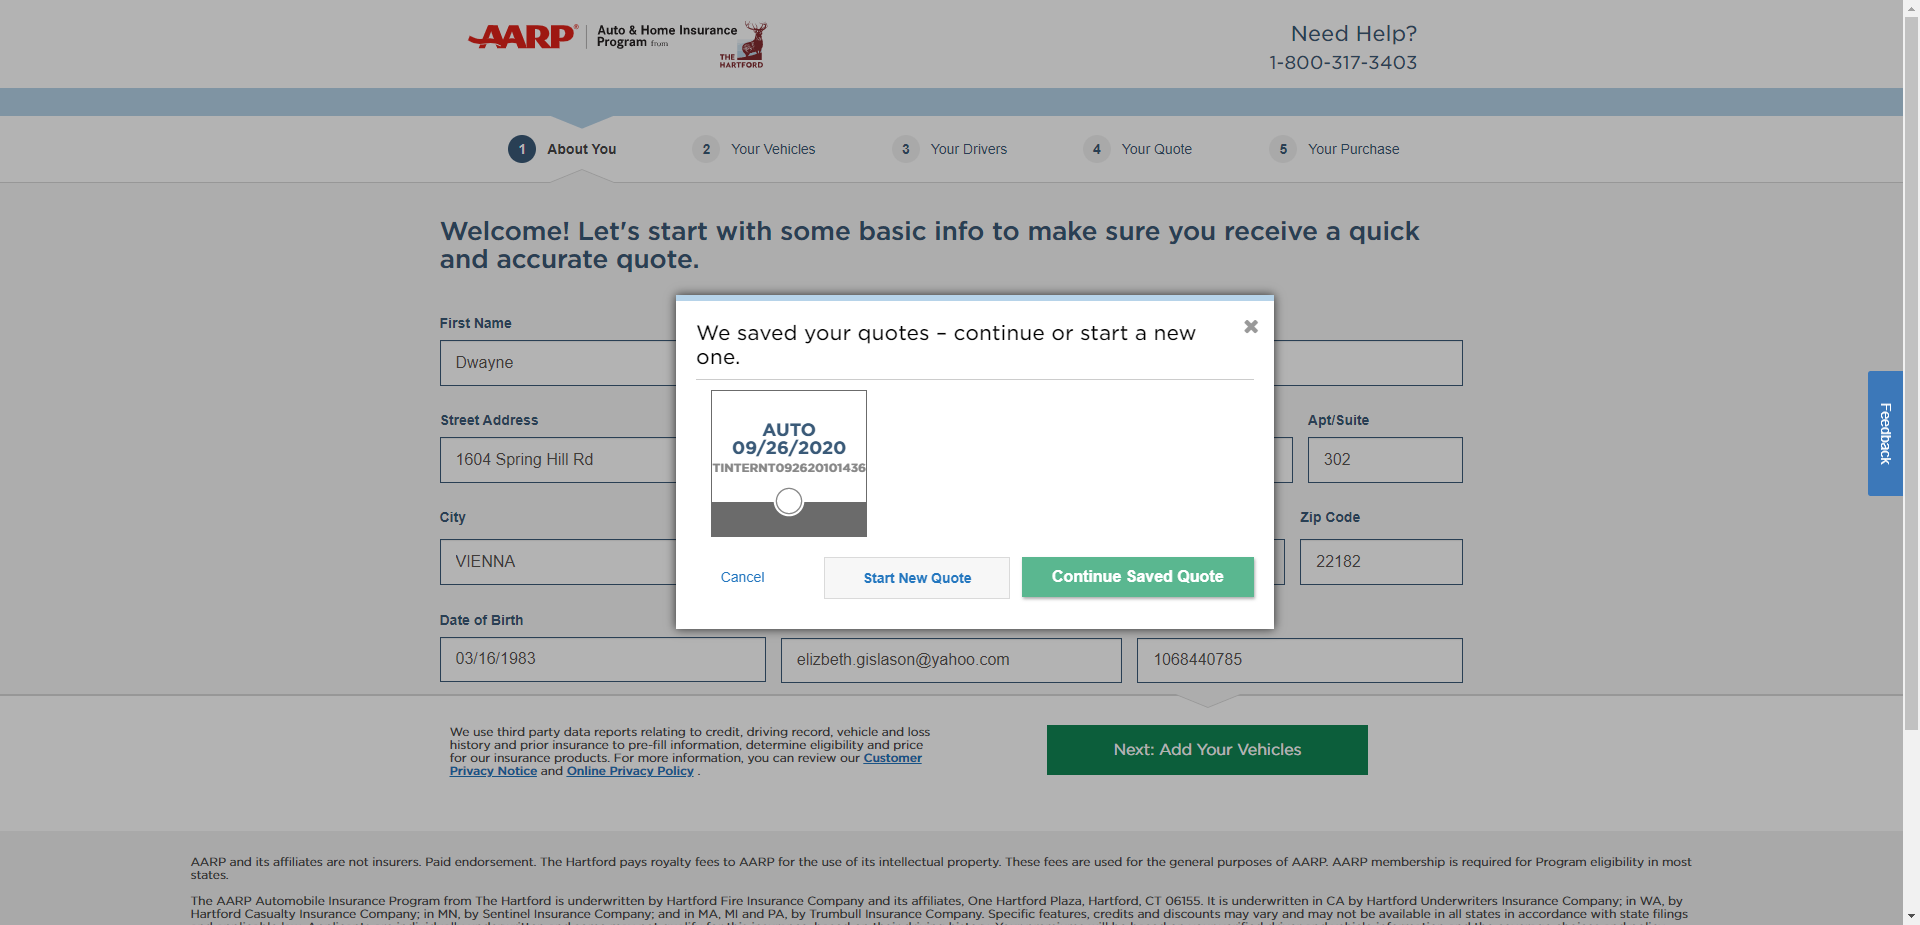 AARP® Auto & Home Insurance
Program from
THE
HARTFORD
Need Help?
1-800-317-3403
1 About You
2 Your Vehicles
3 Your Drivers
4 Your Quote
5 Your Purchase
Welcome! Let's start with some basic info to make sure you receive a quick
and accurate quote.
First Name
Dwayne
Street Address
1604 Spring Hill Rd
Apt/Suite
302
City
VIENNA
Zip Code
22182
Date of Birth
03/16/1983
elizbeth.gislason@yahoo.com
1068440785
We saved your quotes – continue or start a new
one.
AUTO
09/26/2020
TINTERNT092620101436
Cancel
Start New Quote
Continue Saved Quote
Feedback
We use third party data reports relating to credit, driving record, vehicle and loss
history and prior insurance to pre-fill information, determine eligibility and price
for our insurance products. For more information, you can review our Customer
Privacy Notice and Online Privacy Policy .
Next: Add Your Vehicles
AARP and its affiliates are not insurers. Paid endorsement. The Hartford pays royalty fees to AARP for the use of its intellectual property. These fees are used for the general purposes of AARP. AARP membership is required for Program eligibility in most
states.
The AARP Automobile Insurance Program from The Hartford is underwritten by Hartford Fire Insurance Company and its affiliates, One Hartford Plaza, Hartford, CT 06155. It is underwritten in CA by Hartford Underwriters Insurance Company; in WA, by
Hartford Casualty Insurance Company; in MN, by Sentinel Insurance Company; and in MA, MI and PA, by Trumbull Insurance Company. Specific features, credits and discounts may vary and may not be available in all states in accordance with state filings